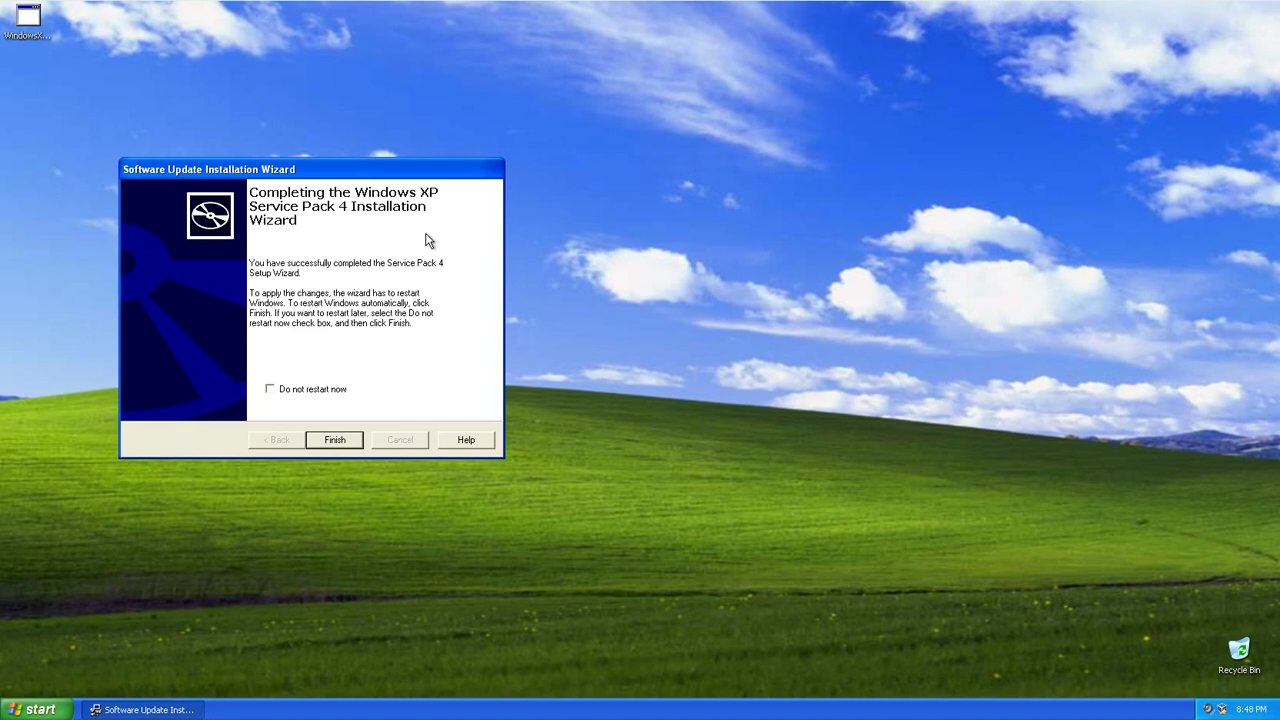 WindowsX...
Software Update Installation Wizard
Completing the Windows XP
Service Pack 4 Installation
Wizard
You have successfully completed the Service Pack 4
Setup Wizard.
To apply the changes, the wizard has to restart
Windows. To restart Windows automatically, click
Finish. If you want to restart later, select the Do not
restart now check box, and then click Finish.
Do not restart now
< Back
Finish
Cancel
Help
Recycle Bin
start
Software Update Inst...
8:48 PM